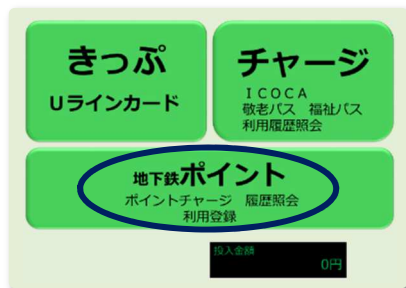 きっぷ
Uラインカード
チャージ
ICOCA
敬老パス 福祉パス
利用履歴照会
地下鉄ポイント
ポイントチャージ 履歴照会
利用登録
投入金額
0円